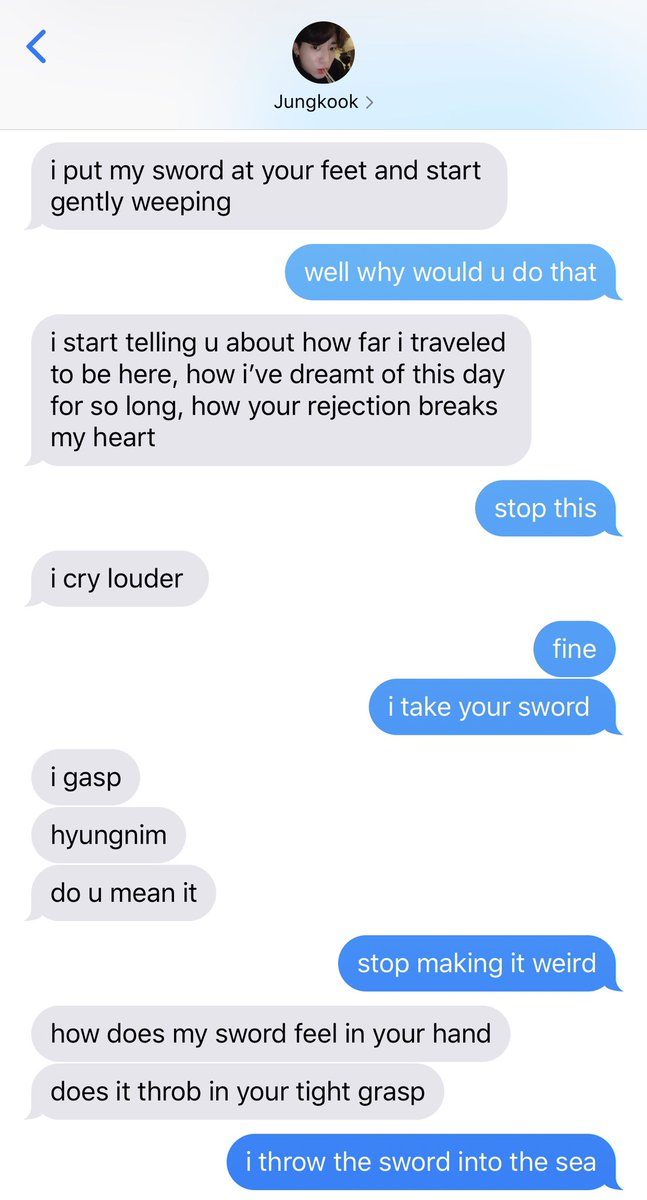 Jungkook
i put my sword at your feet and start
gently weeping
well why would u do that
i start telling u about how far i traveled
to be here, how i’ve dreamt of this day
for so long, how your rejection breaks
my heart
stop this
i cry louder
fine
i take your sword
i gasp
hyungnim
do u mean it
stop making it weird
how does my sword feel in your hand
does it throb in your tight grasp
i throw the sword into the sea